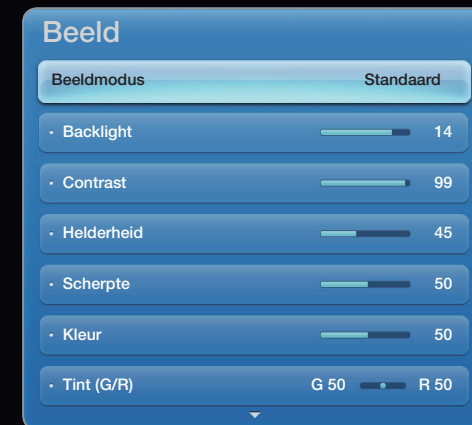 Beeld
Beeldmodus Standaard
· Backlight 14
· Contrast 99
· Helderheid 45
· Scherpte 50
· Kleur 50
· Tint (G/R) G 50 R 50